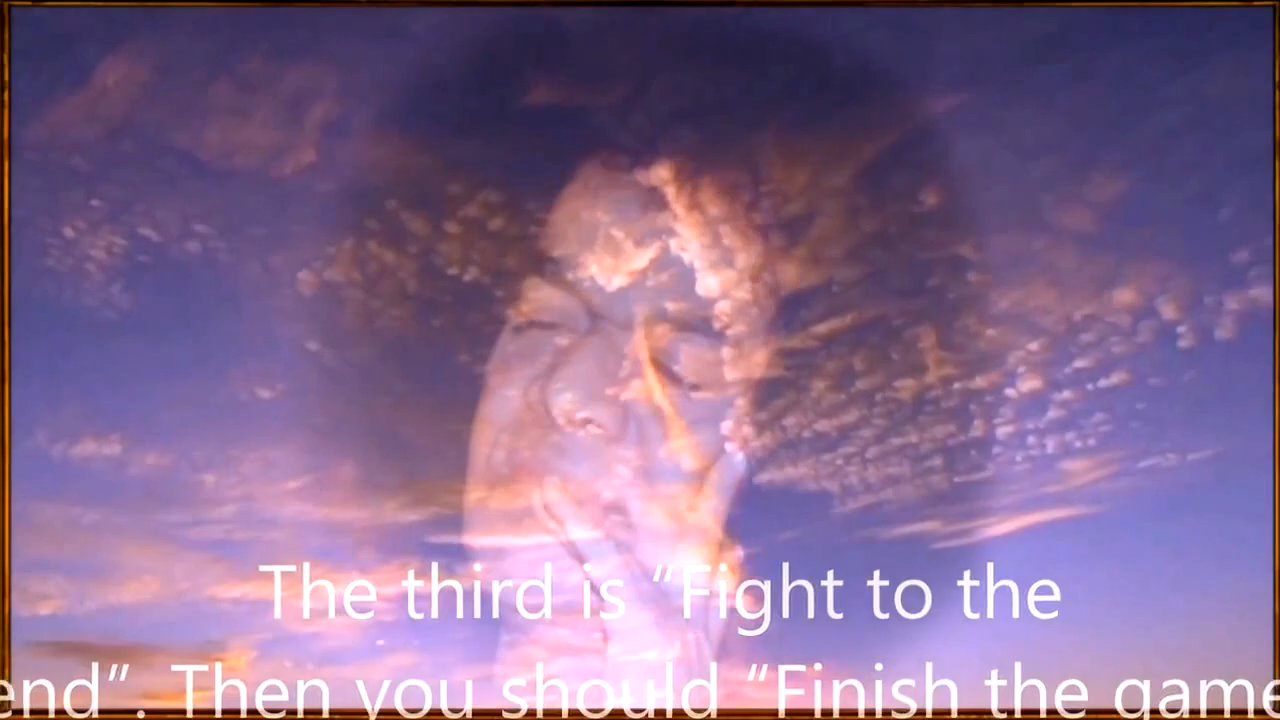 The third is “Fight to the
end”. Then you should “Finish the game